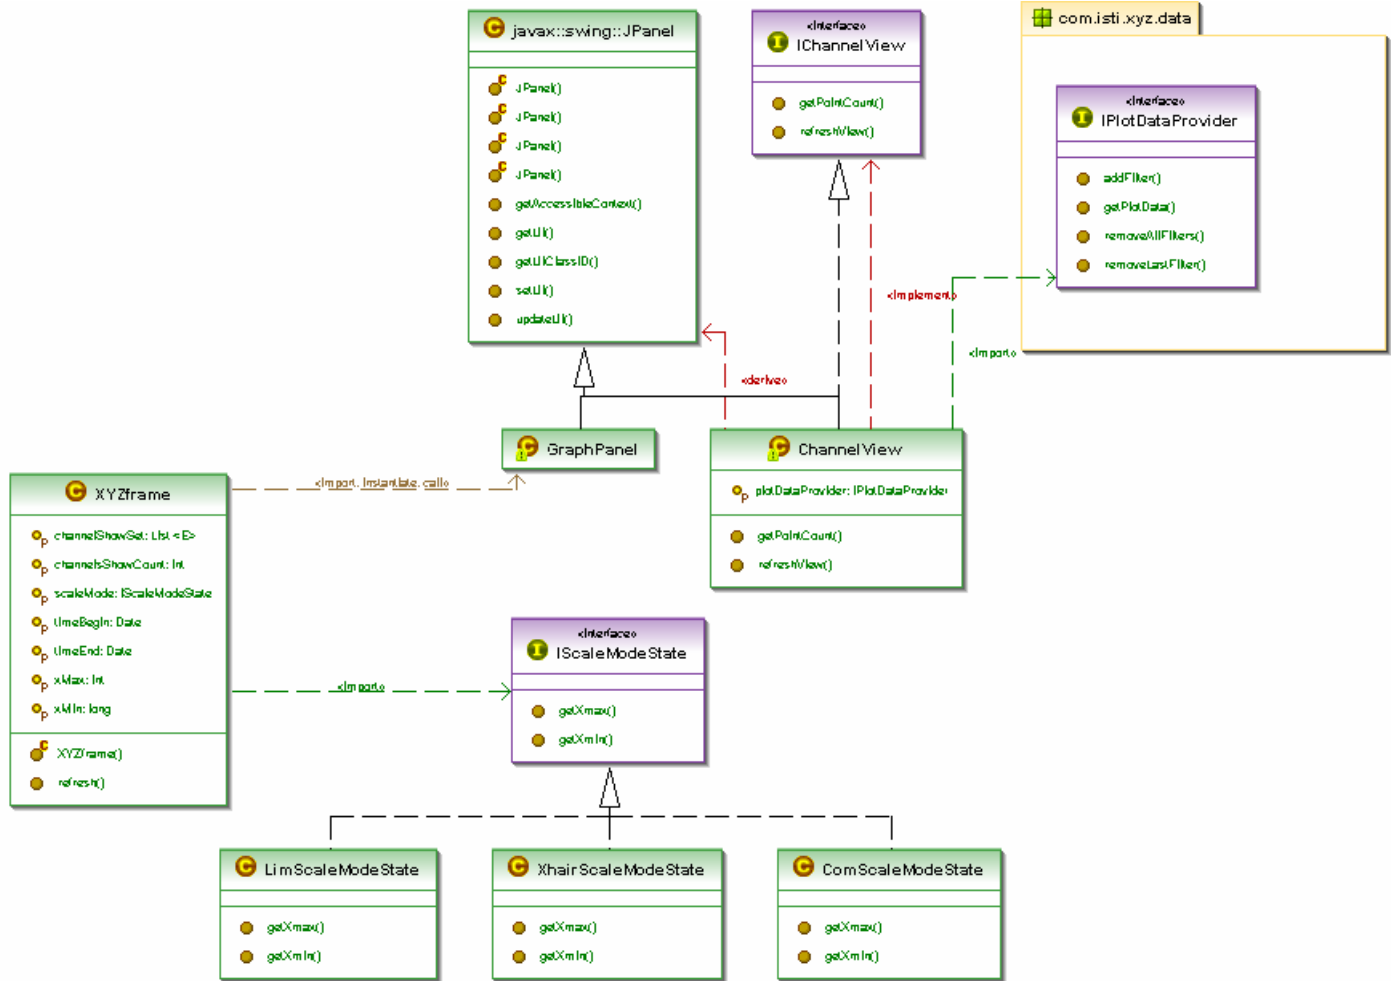 javax::swing::JPanel
JPanel()
JPanel()
JPanel()
JPanel()
getAccessibleContext()
getUI()
getUIClassID()
setUI()
updateUI()
«interface»
IChannelView
getPointCount()
refreshView()
com.isti.xyz.data
«interface»
IPlotDataProvider
addFilter()
getPlotData()
removeAllFilters()
removeLastFilter()
«implement»
«import»
«derive»
GraphPanel
ChannelView
plotDataProvider: IPlotDataProvider
getPointCount()
refreshView()
«import, instantiate, call»
XYZframe
channelShowSet: List <E>
channelsShowCount: int
scaleMode: IScaleModeState
timeBegin: Date
timeEnd: Date
xMax: int
xMin: long
XYZframe()
refresh()
«import»
«interface»
IScaleModeState
getXmax()
getXmin()
LimScaleModeState
getXmax()
getXmin()
XhairScaleModeState
getXmax()
getXmin()
ComScaleModeState
getXmax()
getXmin()